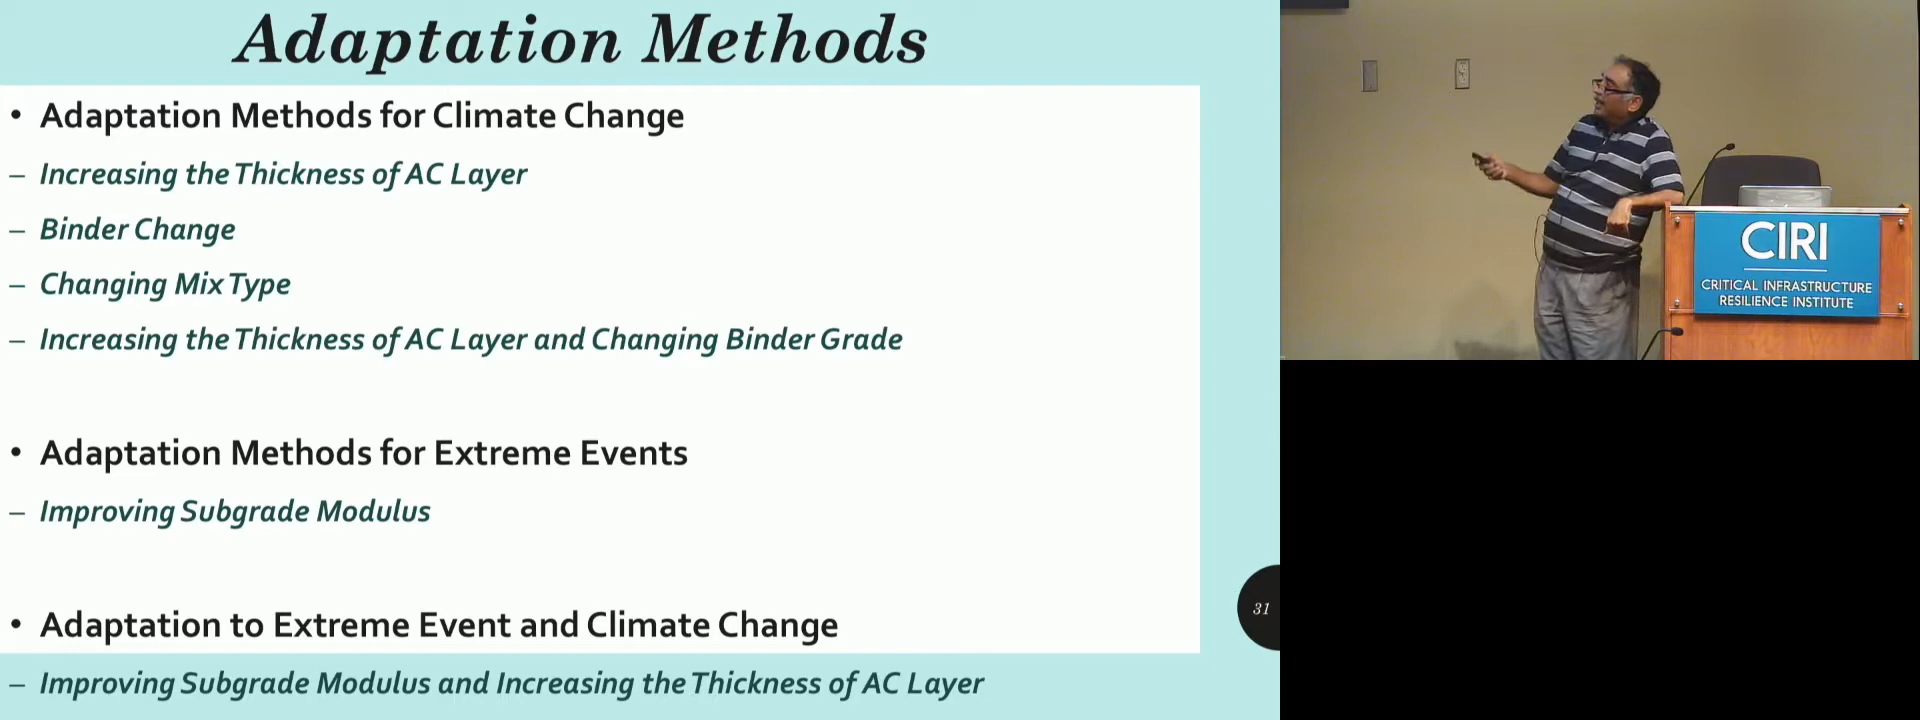 Adaptation Methods
• Adaptation Methods for Climate Change
– Increasing the Thickness of AC Layer
– Binder Change
– Changing Mix Type
– Increasing the Thickness of AC Layer and Changing Binder Grade
• Adaptation Methods for Extreme Events
– Improving Subgrade Modulus
• Adaptation to Extreme Event and Climate Change
– Improving Subgrade Modulus and Increasing the Thickness of AC Layer
31
CIRI
CRITICAL INFRASTRUCTURE
RESILIENCE INSTITUTE